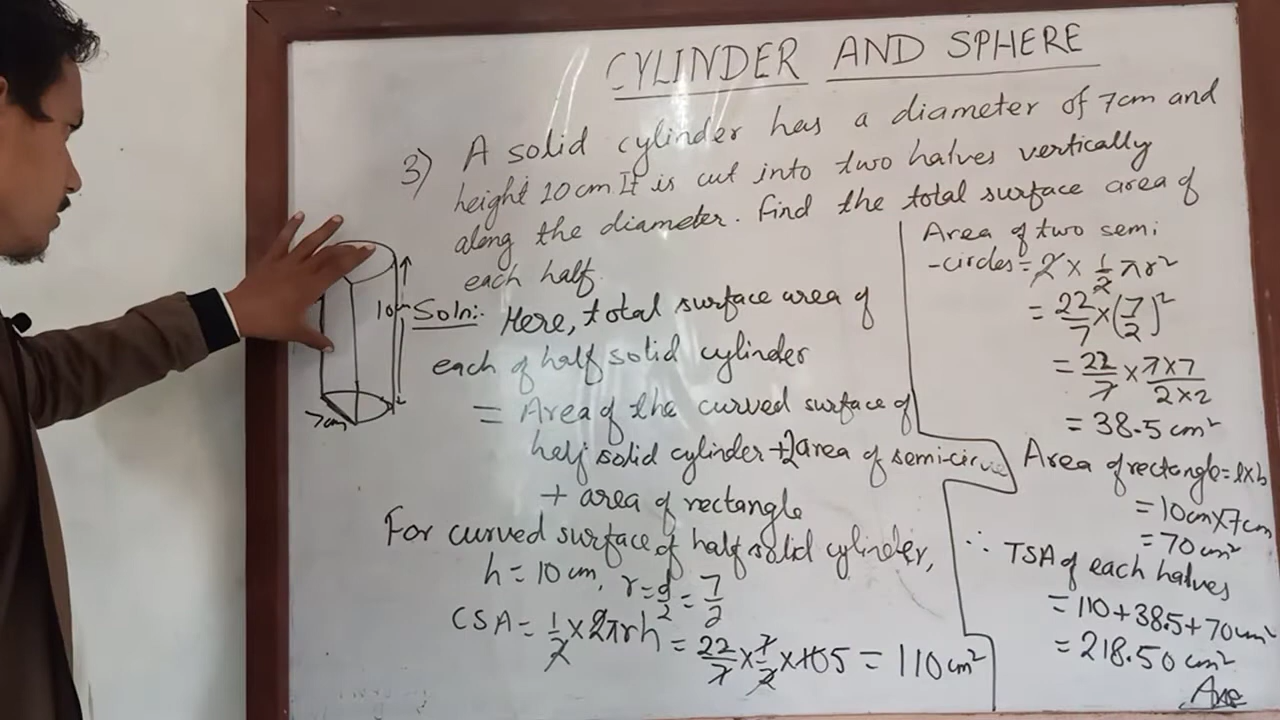 CYLINDER AND SPHERE
3) A solid cylinder has a diameter of 7cm and
height 10cm. It is cut into two halves vertically
along the diameter. Find the total surface area of
each half.
10
7cm
Soln:- Here, total surface area of
each of half solid cylinder
= Area of the curved surface of
half solid cylinder + 2 area of semi-circ
+ area of rectangle
For curved surface of half solid cylinder,
h = 10 cm, r = d/2 = 7/2
CSA = 1/2 × 2πrh = 22/7 × 7/2 × 10 5 = 110 cm²
Area of two semi
-circles = 2 × 1/2 πr²
= 22/7 × (7/2)²
= 22/7 × 7×7/2×2
= 38.5 cm²
Area of rectangle = l×b
= 10cm × 7cm
= 70 cm²
∴ TSA of each halves
= 110 + 38.5 + 70 cm²
= 218.50 cm²
Ans